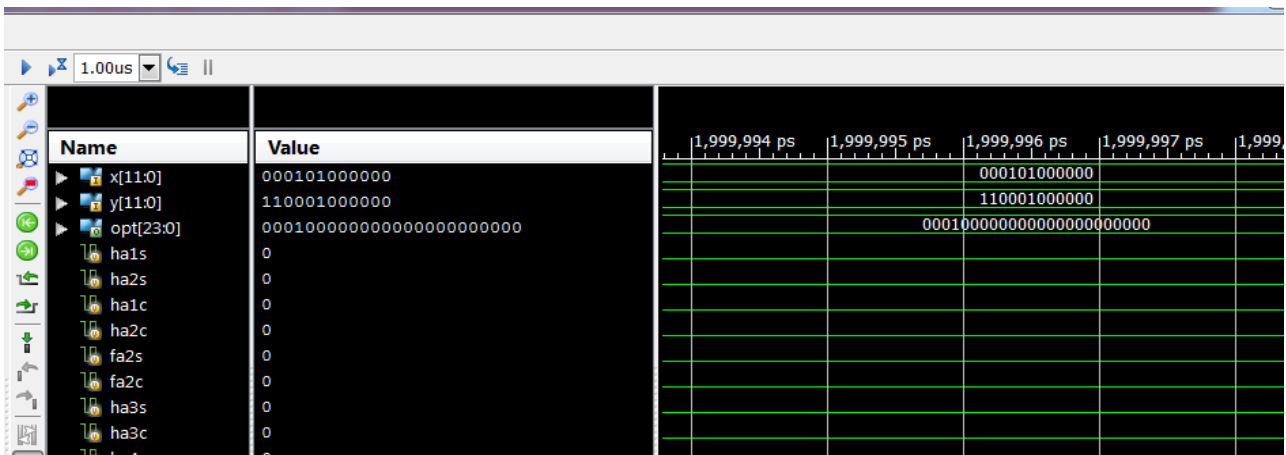 1.00us
Name Value
1,999,994 ps 1,999,995 ps 1,999,996 ps 1,999,997 ps 1,999,
x[11:0] 000101000000 000101000000
y[11:0] 110001000000 110001000000
opt[23:0] 000100000000000000000000 000100000000000000000000
ha1s 0
ha2s 0
ha1c 0
ha2c 0
fa2s 0
fa2c 0
ha3s 0
ha3c 0